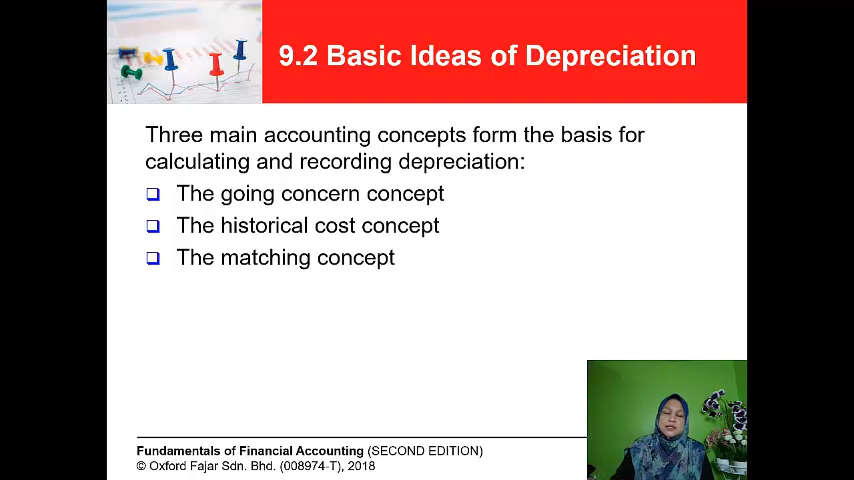 9.2 Basic Ideas of Depreciation
Three main accounting concepts form the basis for
calculating and recording depreciation:
The going concern concept
The historical cost concept
The matching concept
Fundamentals of Financial Accounting (SECOND EDITION)
© Oxford Fajar Sdn. Bhd. (008974-T), 2018